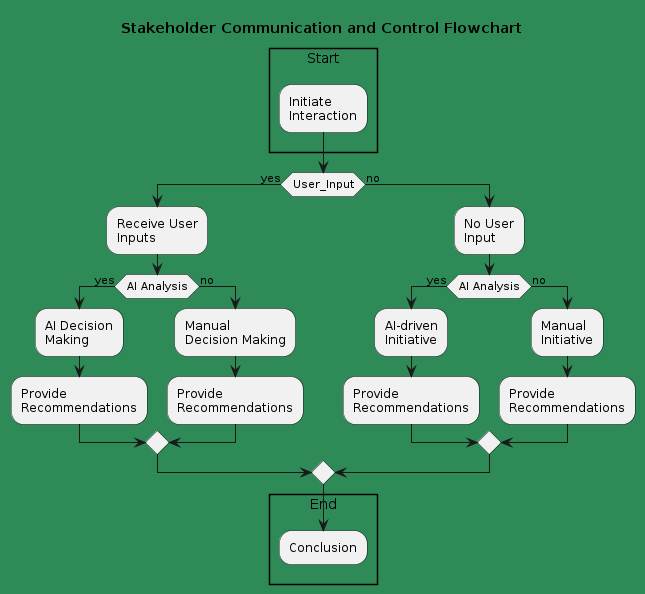 Stakeholder Communication and Control Flowchart
Start
Initiate
Interaction
yes
User_Input
no
Receive User
Inputs
No User
Input
yes
AI Analysis
no
yes
AI Analysis
no
AI Decision
Making
Manual
Decision Making
AI-driven
Initiative
Manual
Initiative
Provide
Recommendations
Provide
Recommendations
Provide
Recommendations
Provide
Recommendations
End
Conclusion